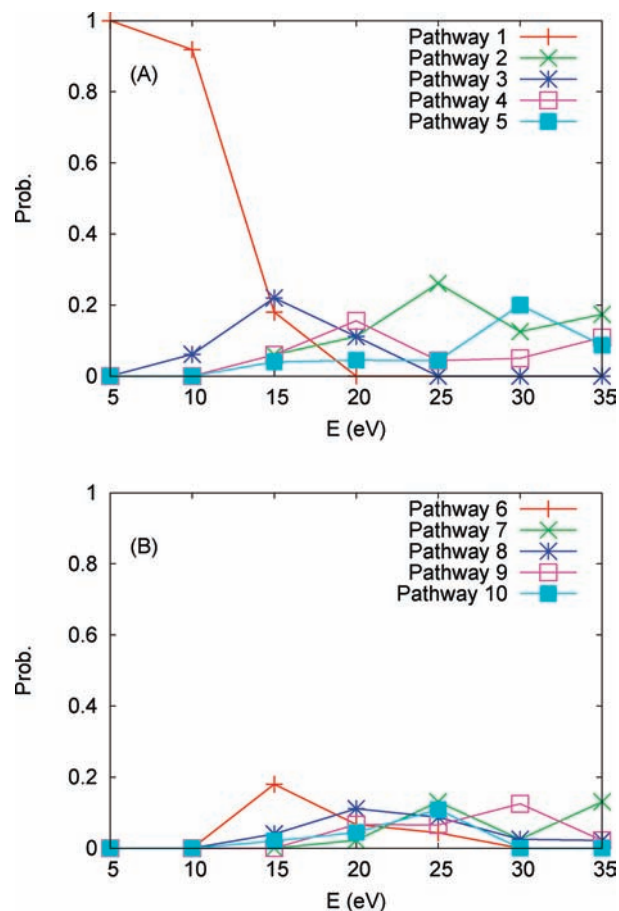 1
(A)
Pathway 1
Pathway 2
Pathway 3
Pathway 4
Pathway 5
0.8
0.6
Prob.
0.4
0.2
0
5 10 15 20 25 30 35
E (eV)
1
(B)
Pathway 6
Pathway 7
Pathway 8
Pathway 9
Pathway 10
0.8
0.6
Prob.
0.4
0.2
0
5 10 15 20 25 30 35
E (eV)